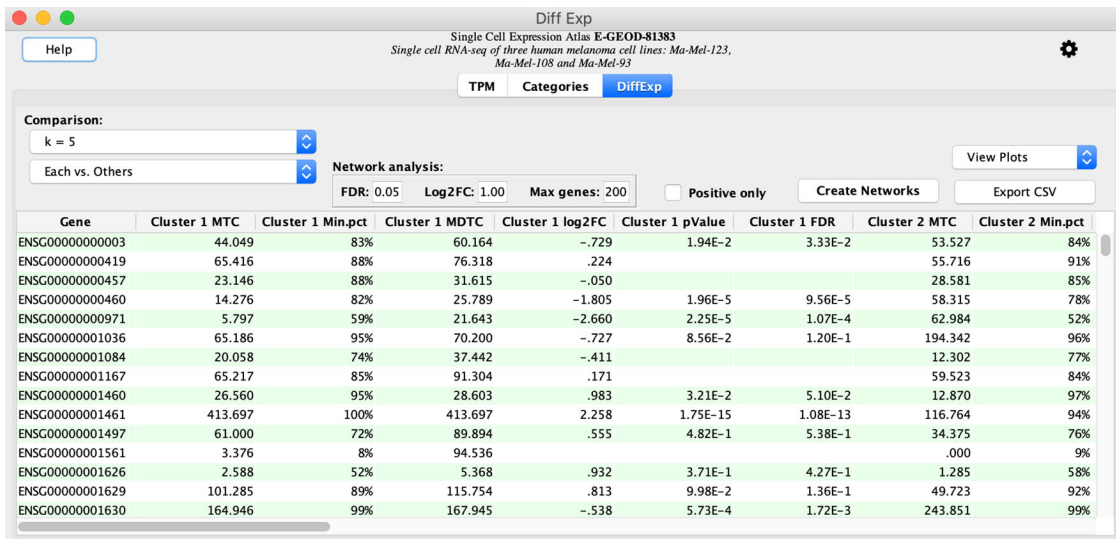 Diff Exp
Help
Single Cell Expression Atlas E-GEOD-81383
Single cell RNA-seq of three human melanoma cell lines: Ma-Mel-123,
Ma-Mel-108 and Ma-Mel-93
TPM Categories DiffExp
Comparison:
k = 5
Each vs. Others
Network analysis:
FDR: 0.05 Log2FC: 1.00 Max genes: 200 Positive only Create Networks
View Plots
Export CSV
Gene Cluster 1 MTC Cluster 1 Min.pct Cluster 1 MDTC Cluster 1 log2FC Cluster 1 pValue Cluster 1 FDR Cluster 2 MTC Cluster 2 Min.pct
ENSG00000000003 44.049 83% 60.164 -.729 1.94E-2 3.33E-2 53.527 84%
ENSG00000000419 65.416 88% 76.318 .224 55.716 91%
ENSG00000000457 23.146 88% 31.615 -.050 28.581 85%
ENSG00000000460 14.276 82% 25.789 -1.805 1.96E-5 9.56E-5 58.315 78%
ENSG00000000971 5.797 59% 21.643 -2.660 2.25E-5 1.07E-4 62.984 52%
ENSG00000001036 65.186 95% 70.200 -.727 8.56E-2 1.20E-1 194.342 96%
ENSG00000001084 20.058 74% 37.442 -.411 12.302 77%
ENSG00000001167 65.217 85% 91.304 .171 59.523 84%
ENSG00000001460 26.560 95% 28.603 .983 3.21E-2 5.10E-2 12.870 97%
ENSG00000001461 413.697 100% 413.697 2.258 1.75E-15 1.08E-13 116.764 94%
ENSG00000001497 61.000 72% 89.894 .555 4.82E-1 5.38E-1 34.375 76%
ENSG00000001561 3.376 8% 94.536 .000 9%
ENSG00000001626 2.588 52% 5.368 .932 3.71E-1 4.27E-1 1.285 58%
ENSG00000001629 101.285 89% 115.754 .813 9.98E-2 1.36E-1 49.723 92%
ENSG00000001630 164.946 99% 167.945 -.538 5.73E-4 1.72E-3 243.851 99%